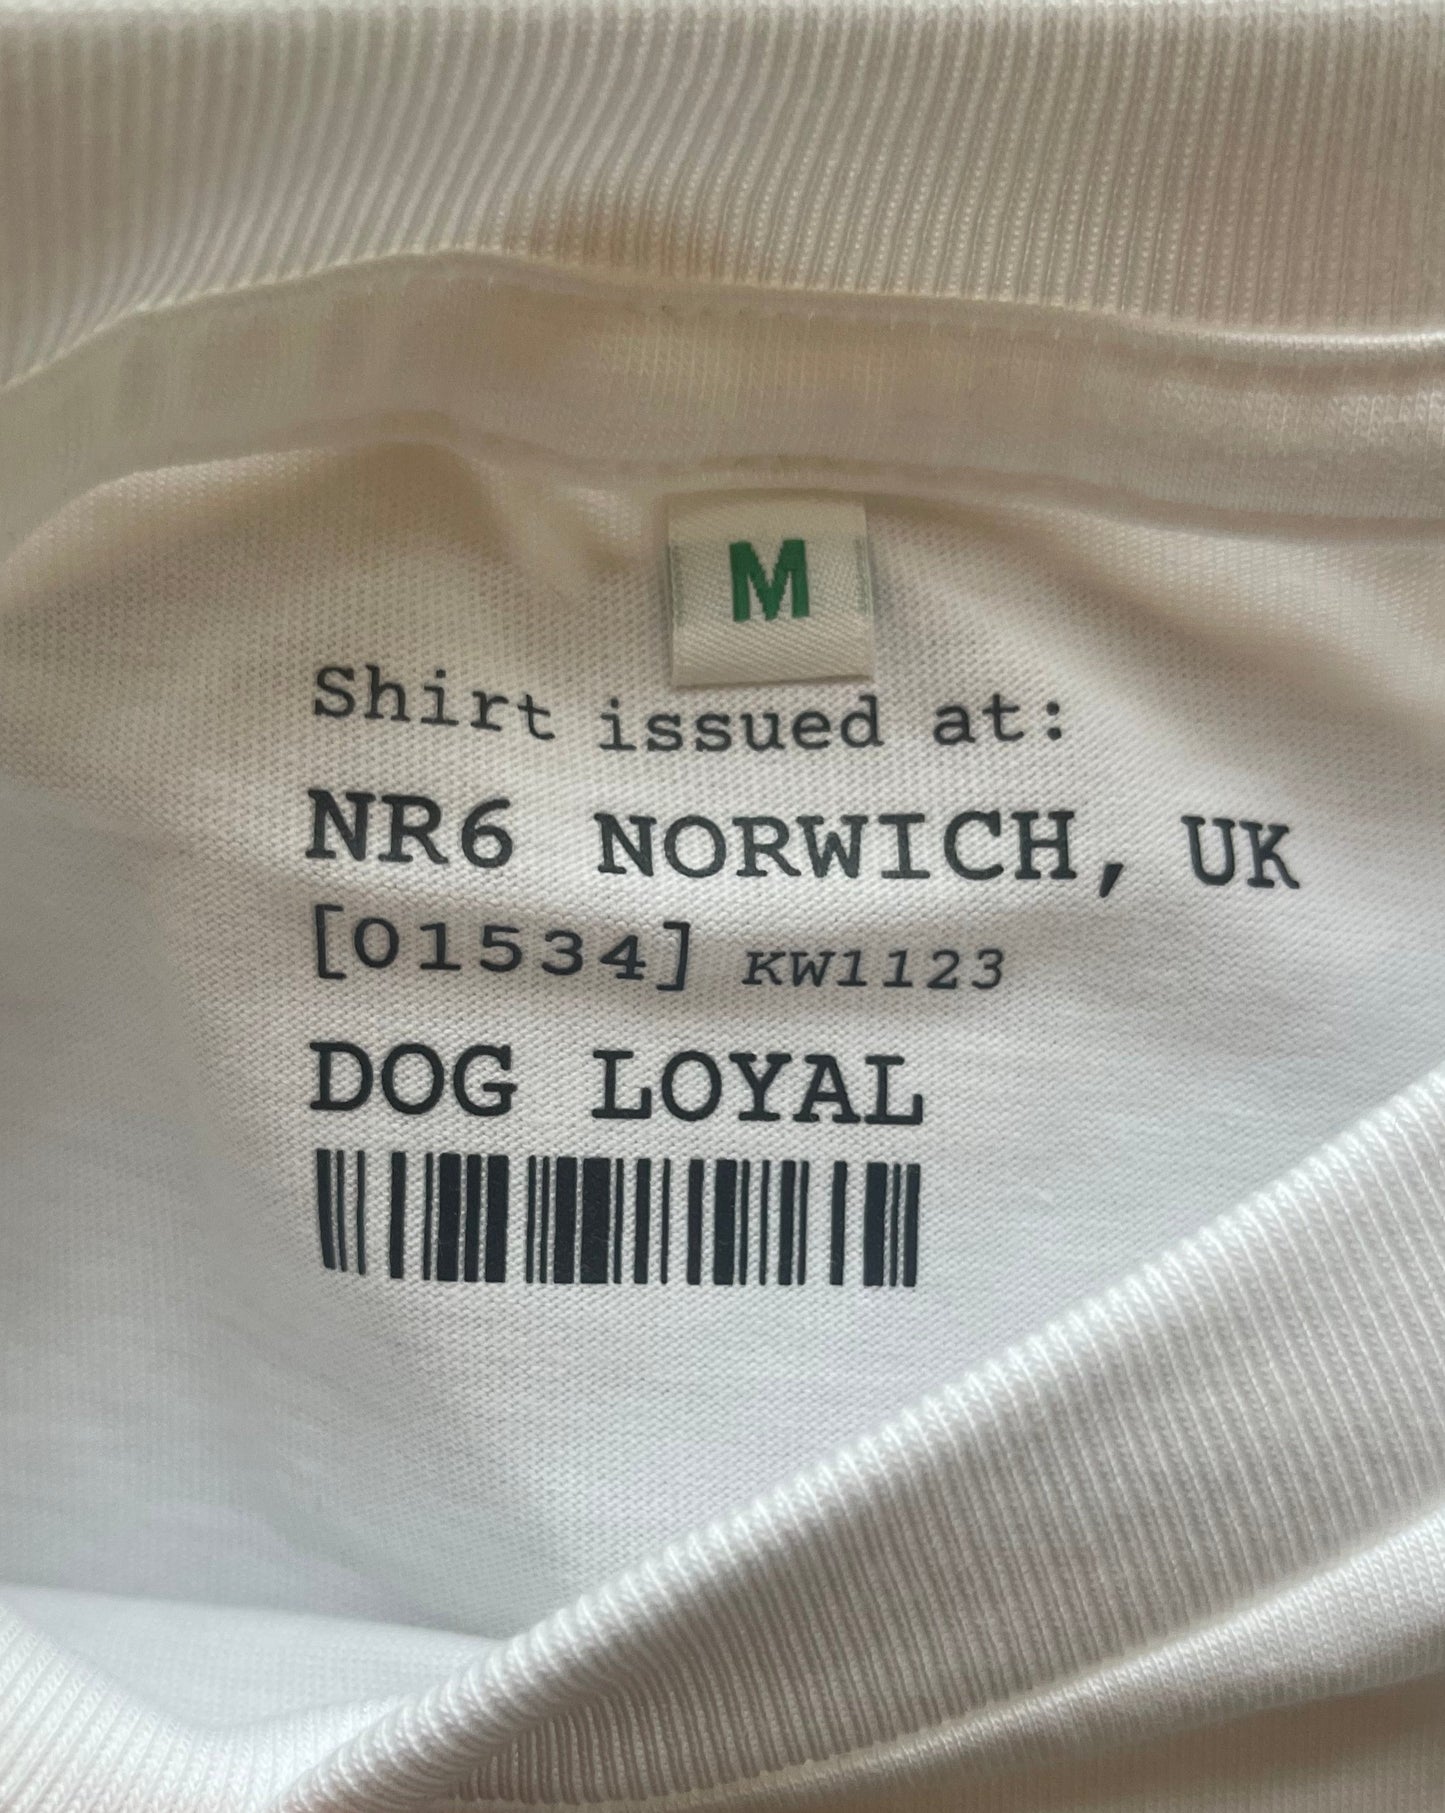 M
Shirt issued at:
NR6 NORWICH, UK
[01534] KW1123
DOG LOYAL